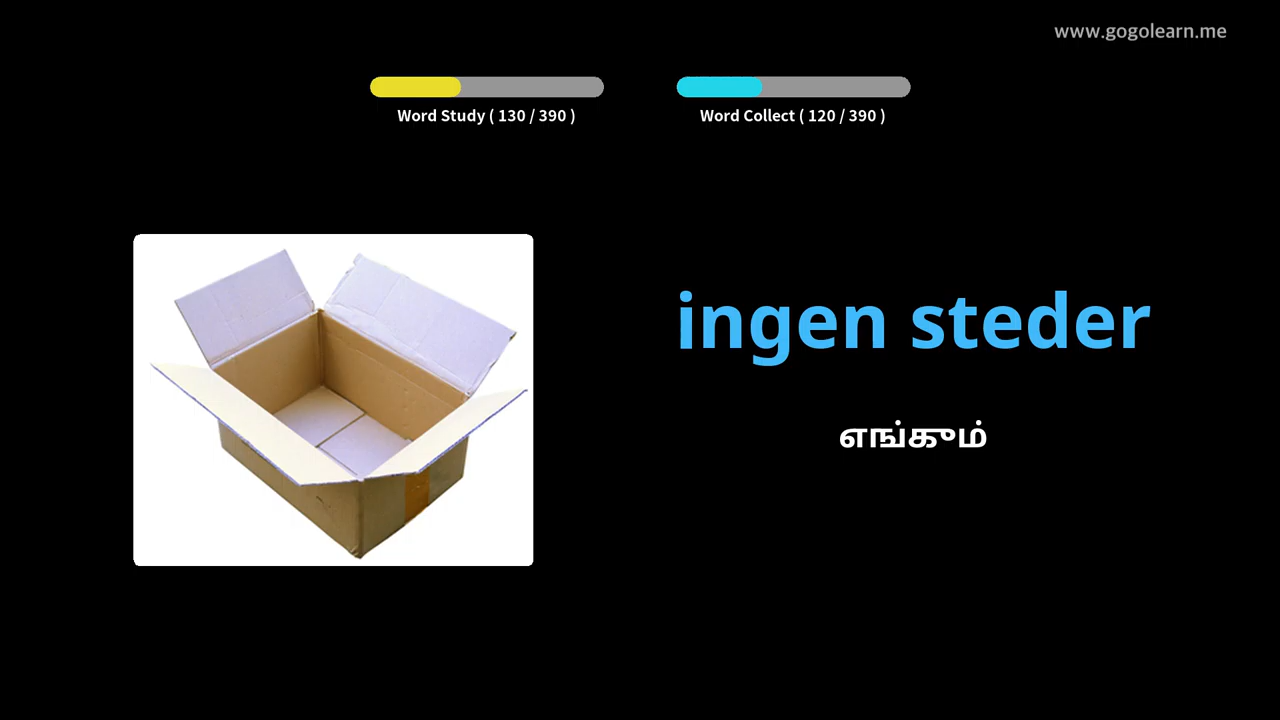 www.gogolearn.me
Word Study ( 130 / 390 )
Word Collect ( 120 / 390 )
ingen steder
எங்கும்